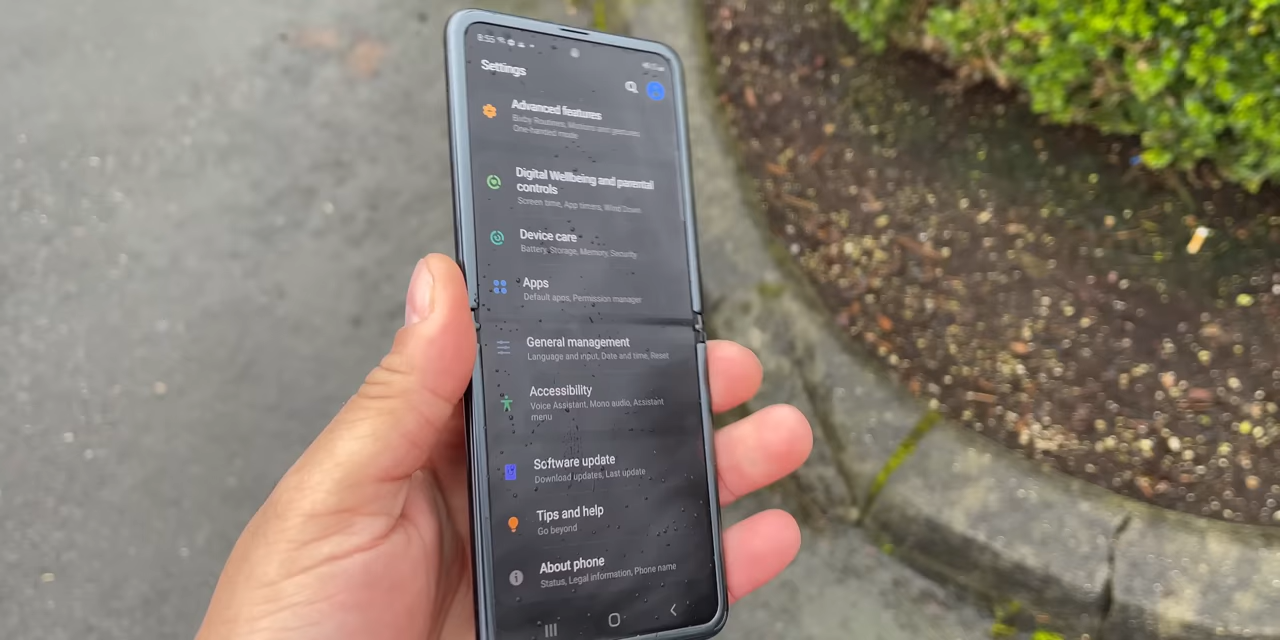 8:55
Settings
Advanced features
Bixby Routines, Motions and gestures
One-handed mode
Digital Wellbeing and parental
controls
Screen time, App timers, Wind Down
Device care
Battery, Storage, Memory, Security
Apps
Default apps, Permission manager
General management
Language and input, Date and time, Reset
Accessibility
Voice Assistant, Mono audio, Assistant
menu
Software update
Download updates, Last update
Tips and help
Go beyond
About phone
Status, Legal information, Phone name